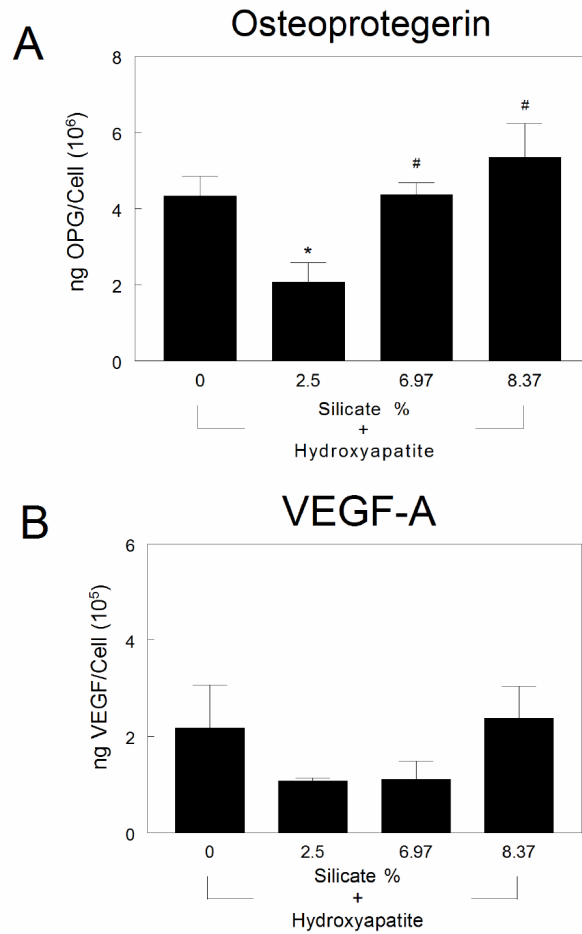 A
Osteoprotegerin
ng OPG/Cell (10⁶)
8
6
4
2
0
*
#
#
0 2.5 6.97 8.37
Silicate %
+
Hydroxyapatite
B
VEGF-A
ng VEGF/Cell (10⁵)
6
4
2
0
0 2.5 6.97 8.37
Silicate %
+
Hydroxyapatite